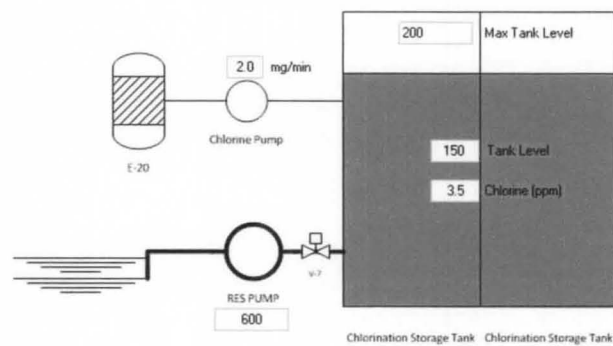 200 Max Tank Level
2.0 mg/min
Chlorine Pump
E-20
150 Tank Level
3.5 Chlorine (ppm)
V-7
RES PUMP
600
Chlorination Storage Tank Chlorination Storage Tank